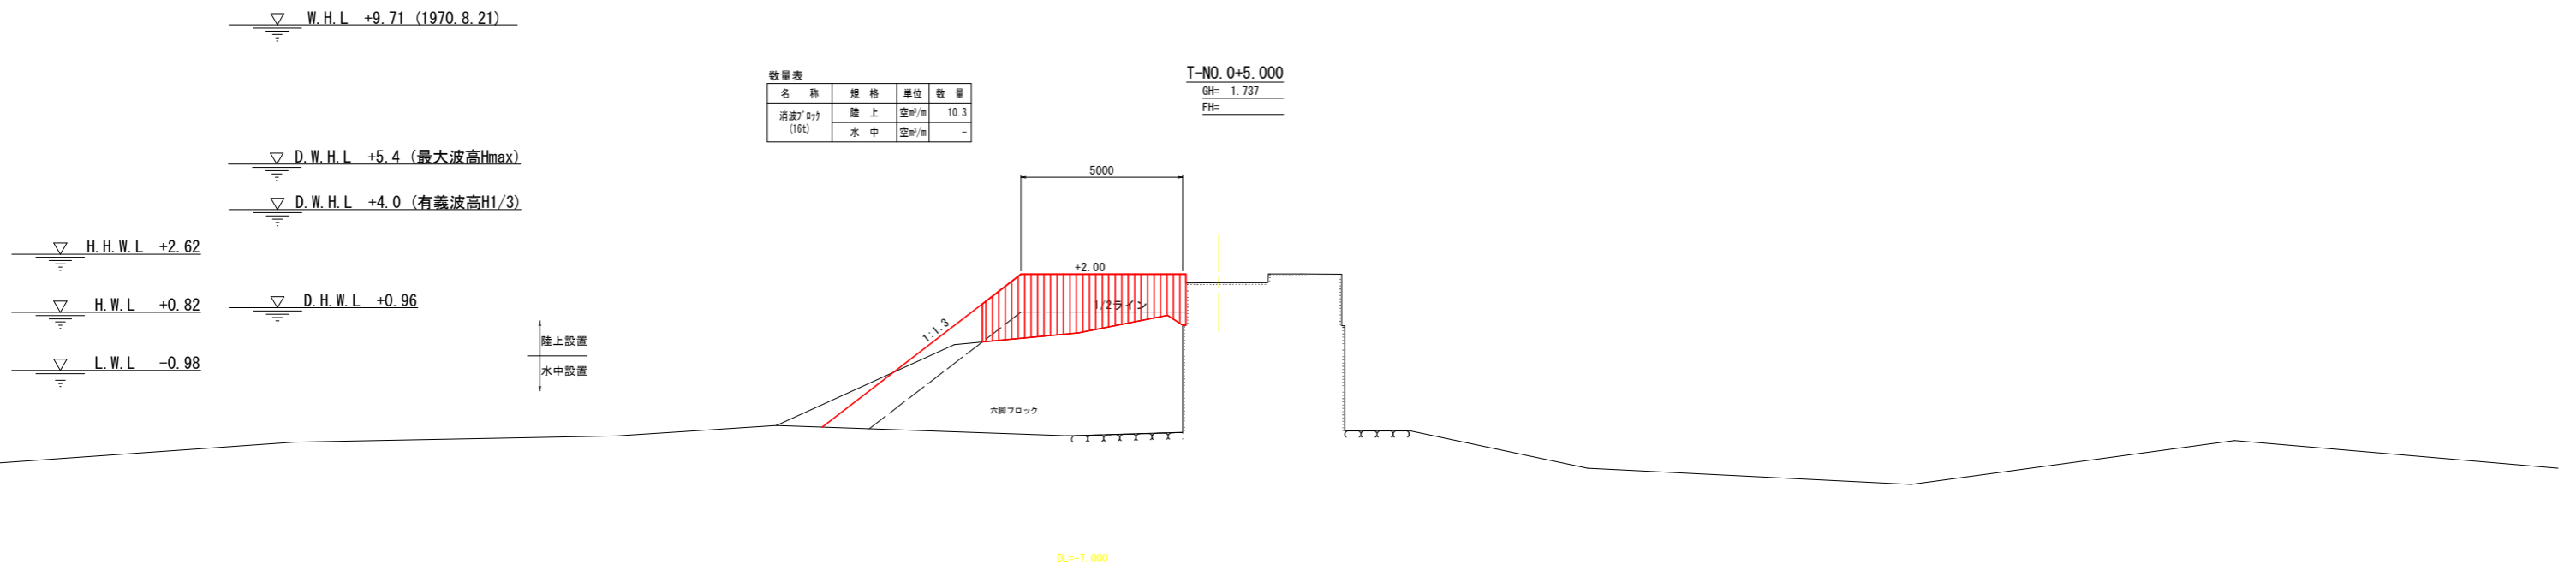 W.H.L +9.71 (1970.8.21)
D.W.H.L +5.4 (最大波高Hmax)
D.W.H.L +4.0 (有義波高H1/3)
H.H.W.L +2.62
H.W.L +0.82
D.H.W.L +0.96
L.W.L -0.98
陸上設置
水中設置
数量表
名 称 規 格 単位 数 量
消波ブロック (16t) 陸 上 空m³/m 10.3
水 中 空m³/m -
T-NO.0+5.000
GH= 1.737
FH=
5000
+2.00
1/2ライン
1:1.3
六脚ブロック
DL=-7.000